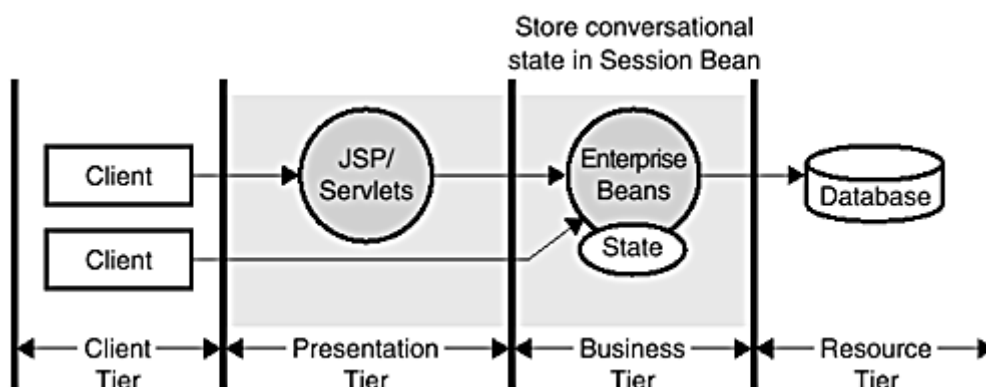 Store conversational
state in Session Bean
Client
JSP/
Servlets
Enterprise
Beans
Database
Client
State
Client
Tier
Presentation
Tier
Business
Tier
Resource
Tier